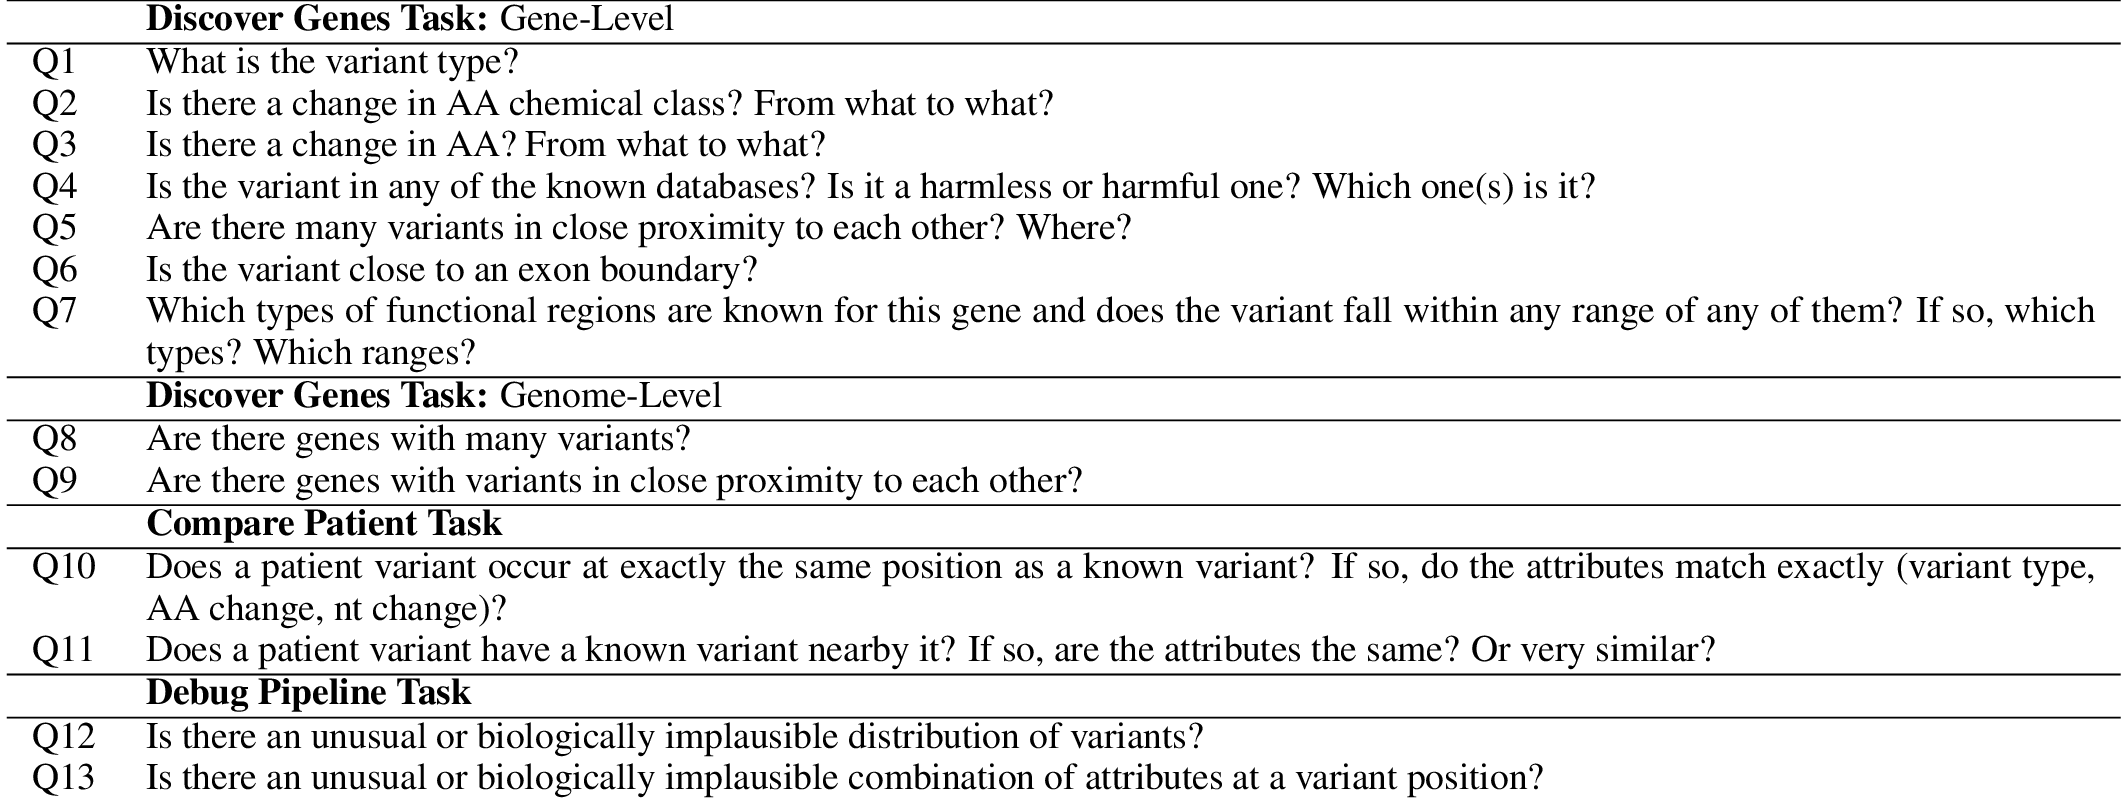 Discover Genes Task: Gene-Level
Q1 What is the variant type?
Q2 Is there a change in AA chemical class? From what to what?
Q3 Is there a change in AA? From what to what?
Q4 Is the variant in any of the known databases? Is it a harmless or harmful one? Which one(s) is it?
Q5 Are there many variants in close proximity to each other? Where?
Q6 Is the variant close to an exon boundary?
Q7 Which types of functional regions are known for this gene and does the variant fall within any range of any of them? If so, which
types? Which ranges?
Discover Genes Task: Genome-Level
Q8 Are there genes with many variants?
Q9 Are there genes with variants in close proximity to each other?
Compare Patient Task
Q10 Does a patient variant occur at exactly the same position as a known variant? If so, do the attributes match exactly (variant type,
AA change, nt change)?
Q11 Does a patient variant have a known variant nearby it? If so, are the attributes the same? Or very similar?
Debug Pipeline Task
Q12 Is there an unusual or biologically implausible distribution of variants?
Q13 Is there an unusual or biologically implausible combination of attributes at a variant position?